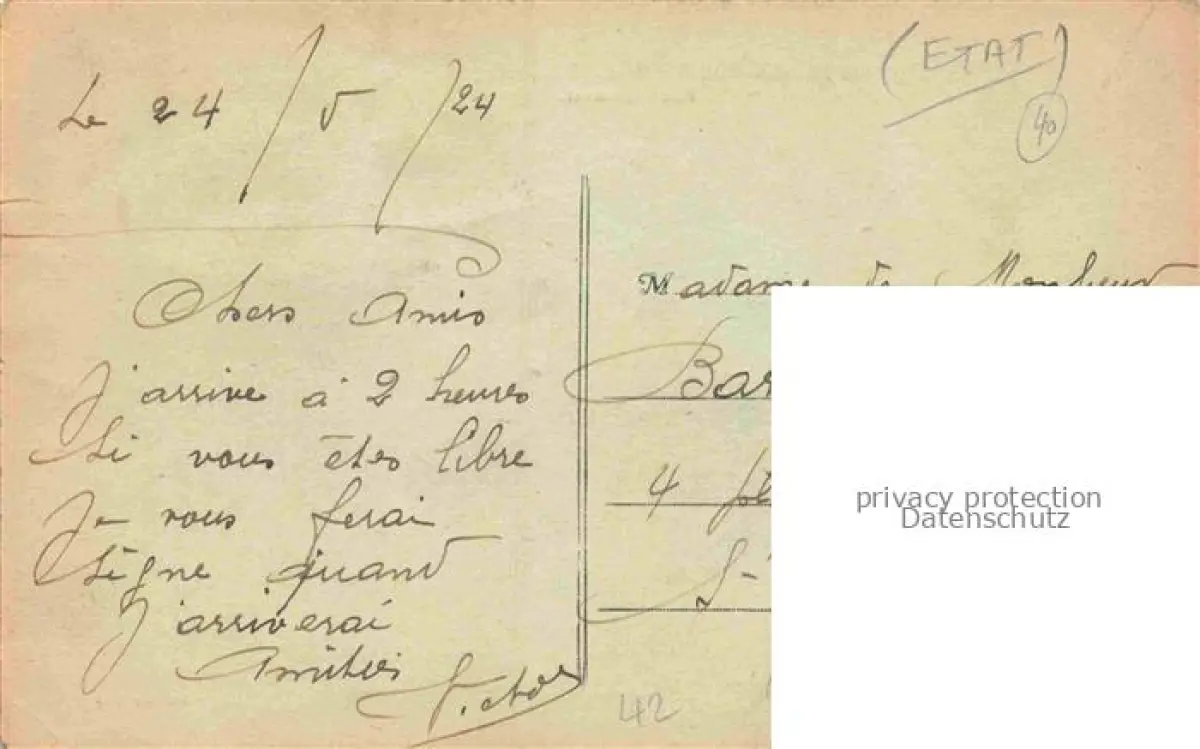 Le 24/5/24
(ETAT)
40
Chers Amis
J'arrive à 2 heures
Si vous êtes libre
Je vous ferai
signe quand
J'arriverai
Amitiés
Victor
Madame de
Bar
4
S-
42
privacy protection
Datenschutz